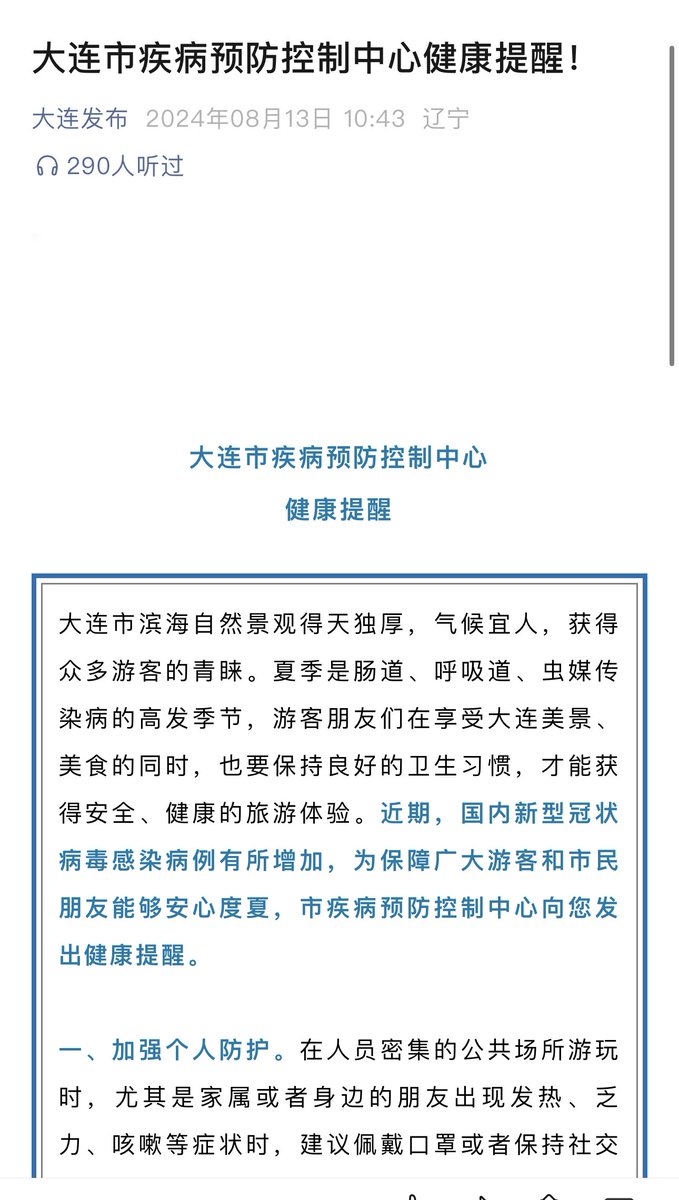 大连市疾病预防控制中心健康提醒！
大连发布 2024年08月13日 10:43 辽宁
290人听过
大连市疾病预防控制中心
健康提醒
大连市滨海自然景观得天独厚，气候宜人，获得
众多游客的青睐。夏季是肠道、呼吸道、虫媒传
染病的高发季节，游客朋友们在享受大连美景、
美食的同时，也要保持良好的卫生习惯，才能获
得安全、健康的旅游体验。近期，国内新型冠状
病毒感染病例有所增加，为保障广大游客和市民
朋友能够安心度夏，市疾病预防控制中心向您发
出健康提醒。
一、加强个人防护。在人员密集的公共场所游玩
时，尤其是家属或者身边的朋友出现发热、乏
力、咳嗽等症状时，建议佩戴口罩或者保持社交